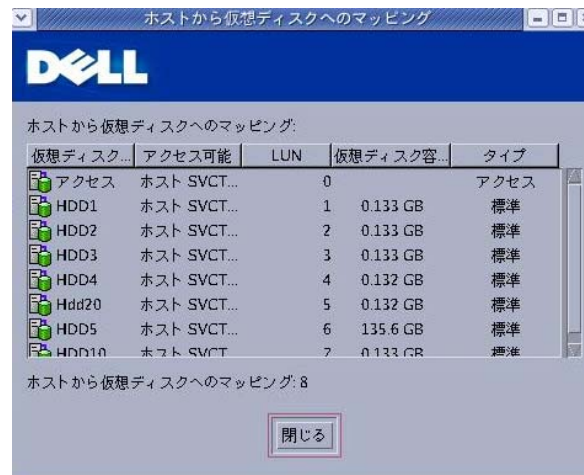 ホストから仮想ディスクへのマッピング
DELL
ホストから仮想ディスクへのマッピング:
仮想ディスク... アクセス可能 LUN 仮想ディスク容... タイプ
アクセス ホスト SVCT... 0 アクセス
HDD1 ホスト SVCT... 1 0.133 GB 標準
HDD2 ホスト SVCT... 2 0.133 GB 標準
HDD3 ホスト SVCT... 3 0.133 GB 標準
HDD4 ホスト SVCT... 4 0.132 GB 標準
Hdd20 ホスト SVCT... 5 0.132 GB 標準
HDD5 ホスト SVCT... 6 135.6 GB 標準
HDD10 ホスト SVCT... 7 0.133 GB 標準
ホストから仮想ディスクへのマッピング: 8
閉じる